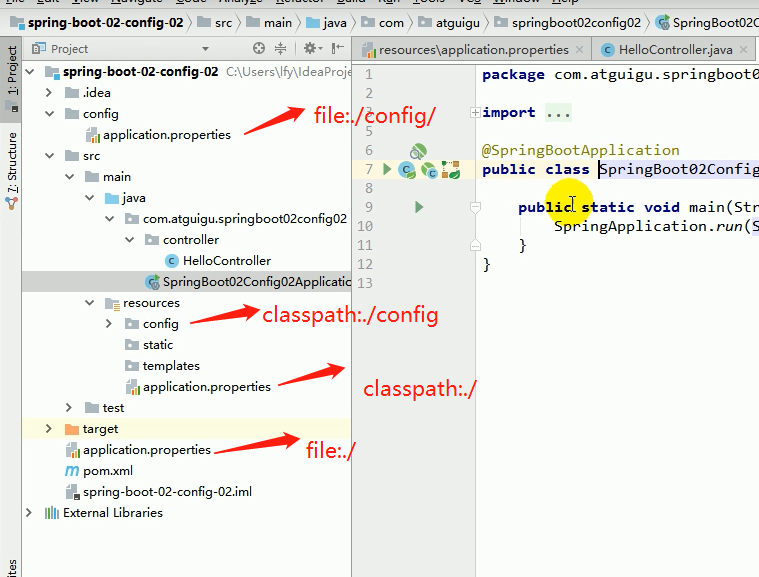 spring-boot-02-config-02 src main java com atguigu springbootconfig02 SpringBoot02C
1: Project
7: Structure
Project
resources\application.properties HelloController.java
spring-boot-02-config-02 C:\Users\lfy\IdeaProje
.idea
config
application.properties
file:./config/
src
main
java
com.atguigu.springboot02config02
controller
HelloController
SpringBoot02Config02Applicatio
resources
config
classpath:./config
static
templates
application.properties
classpath:./
test
target
application.properties
file:./
pom.xml
spring-boot-02-config-02.iml
External Libraries
1 package com.atguigu.springboot0
2
3 import ...
5
6 @SpringBootApplication
7 public class SpringBoot02Config
8
9 public static void main(Str
10 SpringApplication.run(S
11 }
12 }
13